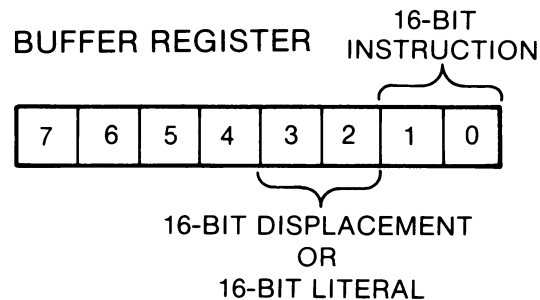 16-BIT
BUFFER REGISTER INSTRUCTION
7 6 5 4 3 2 1 0
16-BIT DISPLACEMENT
OR
16-BIT LITERAL